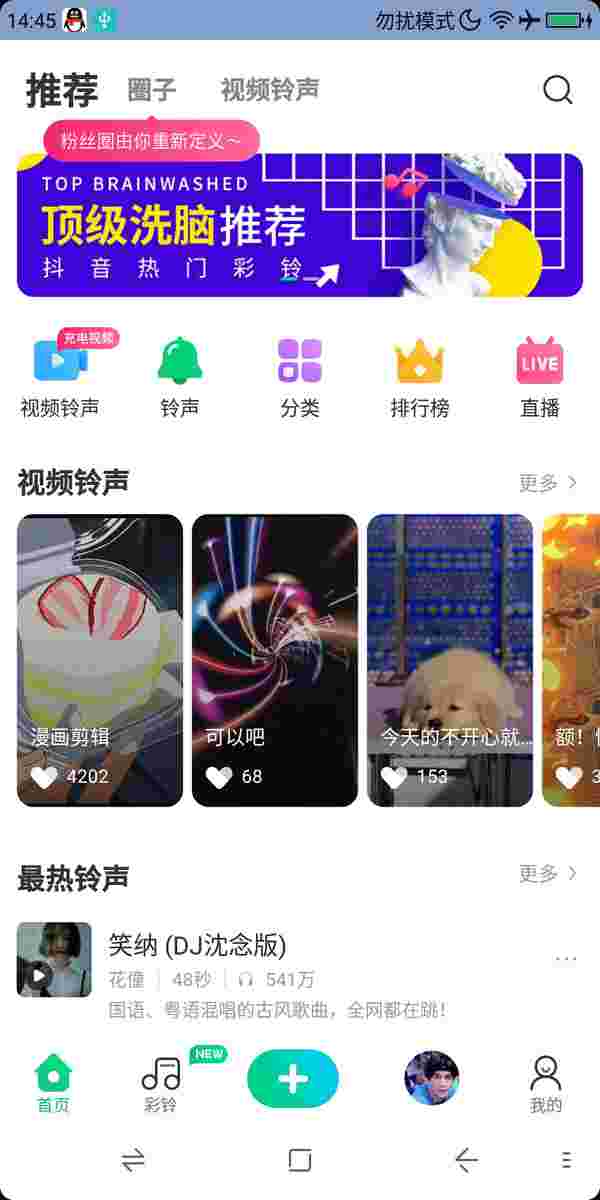 14:45
勿扰模式
推荐 圈子 视频铃声
粉丝圈由你重新定义~
TOP BRAINWASHED
顶级洗脑推荐
抖音热门彩铃
充电视频
LIVE
视频铃声 铃声 分类 排行榜 直播
视频铃声 更多
漫画剪辑 可以吧 今天的不开心就...
4202 68 153
最热铃声 更多
笑纳 (DJ沈念版)
花僮 48秒 541万
国语、粤语混唱的古风歌曲，全网都在跳！
NEW
首页 彩铃 我的